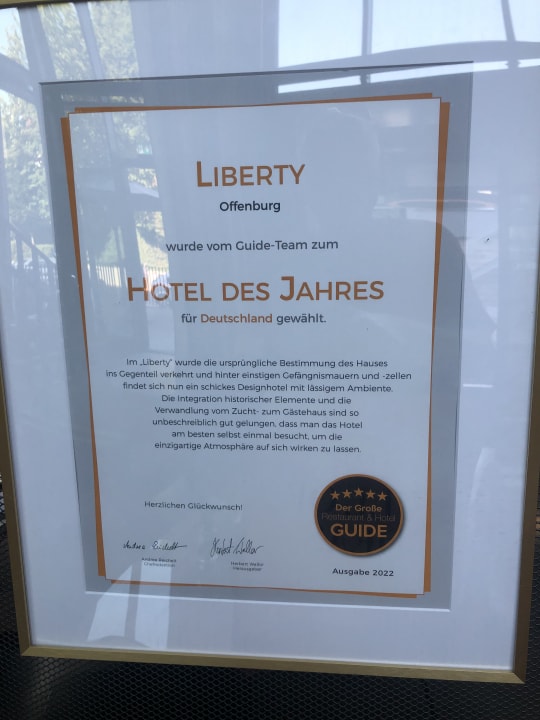 LIBERTY
Offenburg
wurde vom Guide-Team zum
HOTEL DES JAHRES
für Deutschland gewählt.
Im „Liberty" wurde die ursprüngliche Bestimmung des Hauses
ins Gegenteil verkehrt und hinter einstigen Gefängnismauern und -zellen
findet sich nun ein schickes Designhotel mit lässigem Ambiente.
Die Integration historischer Elemente und die
Verwandlung vom Zucht- zum Gästehaus sind so
unbeschreiblich gut gelungen, dass man das Hotel
am besten selbst einmal besucht, um die
einzigartige Atmosphäre auf sich wirken zu lassen.
Herzlichen Glückwunsch!
Der Große
Restaurant & Hotel
GUIDE
Chefredaktion
Herausgeber
Ausgabe 2022